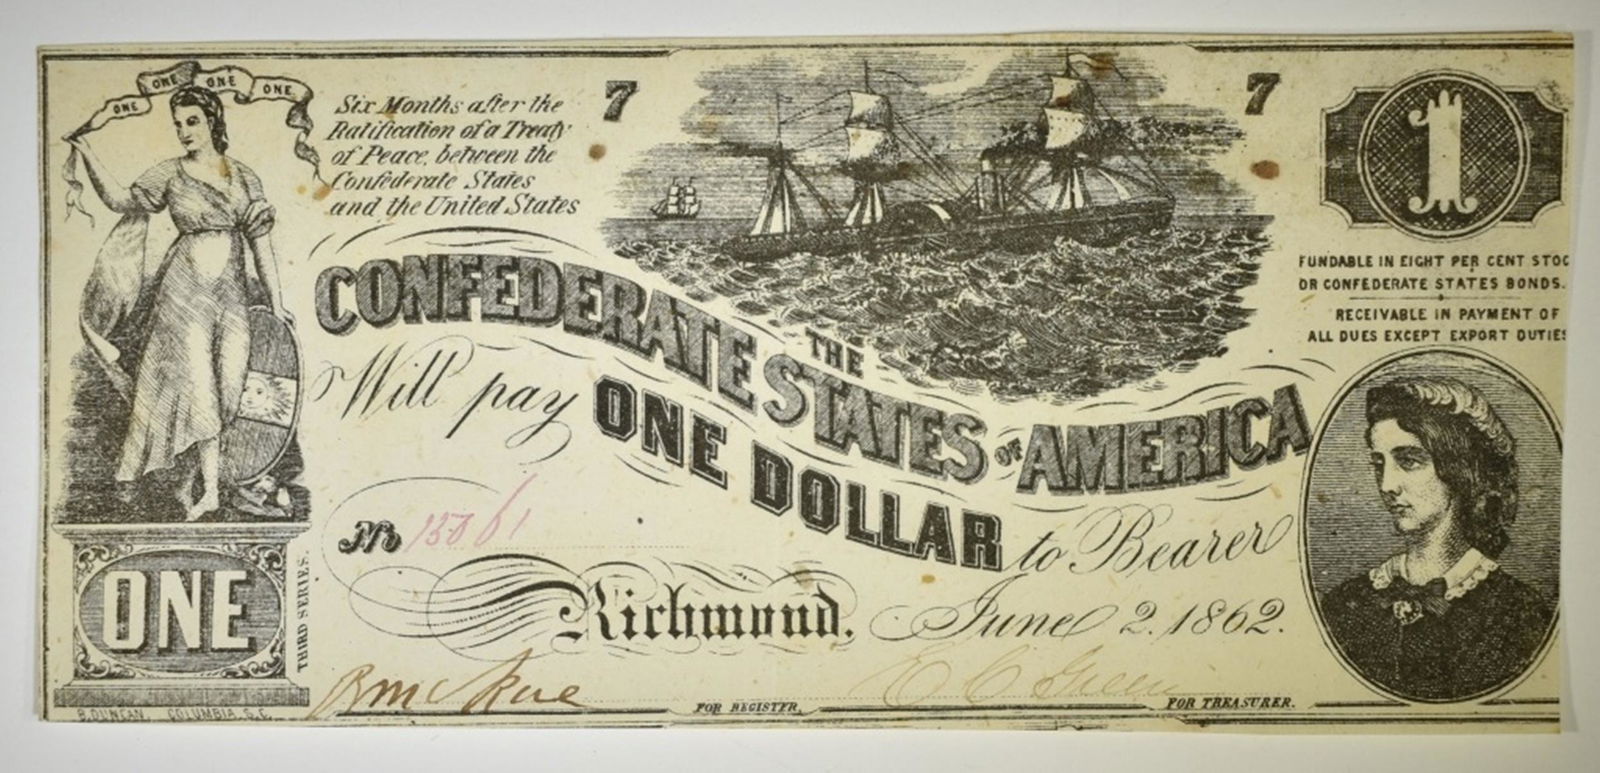 ONE ONE ONE ONE
Six Months after the
Ratification of a Treaty
of Peace, between the
Confederate States
and the United States
7
7
1
FUNDABLE IN EIGHT PER CENT STOC
OR CONFEDERATE STATES BONDS.
RECEIVABLE IN PAYMENT OF
ALL DUES EXCEPT EXPORT DUTIES
THE
CONFEDERATE STATES OF AMERICA
Will pay ONE DOLLAR to Bearer
No
Richmond. June 2. 1862.
ONE
THIRD SERIES.
E C Green
FOR REGISTER,
FOR TREASURER.
B. DUNCAN. COLUMBIA, S.C.